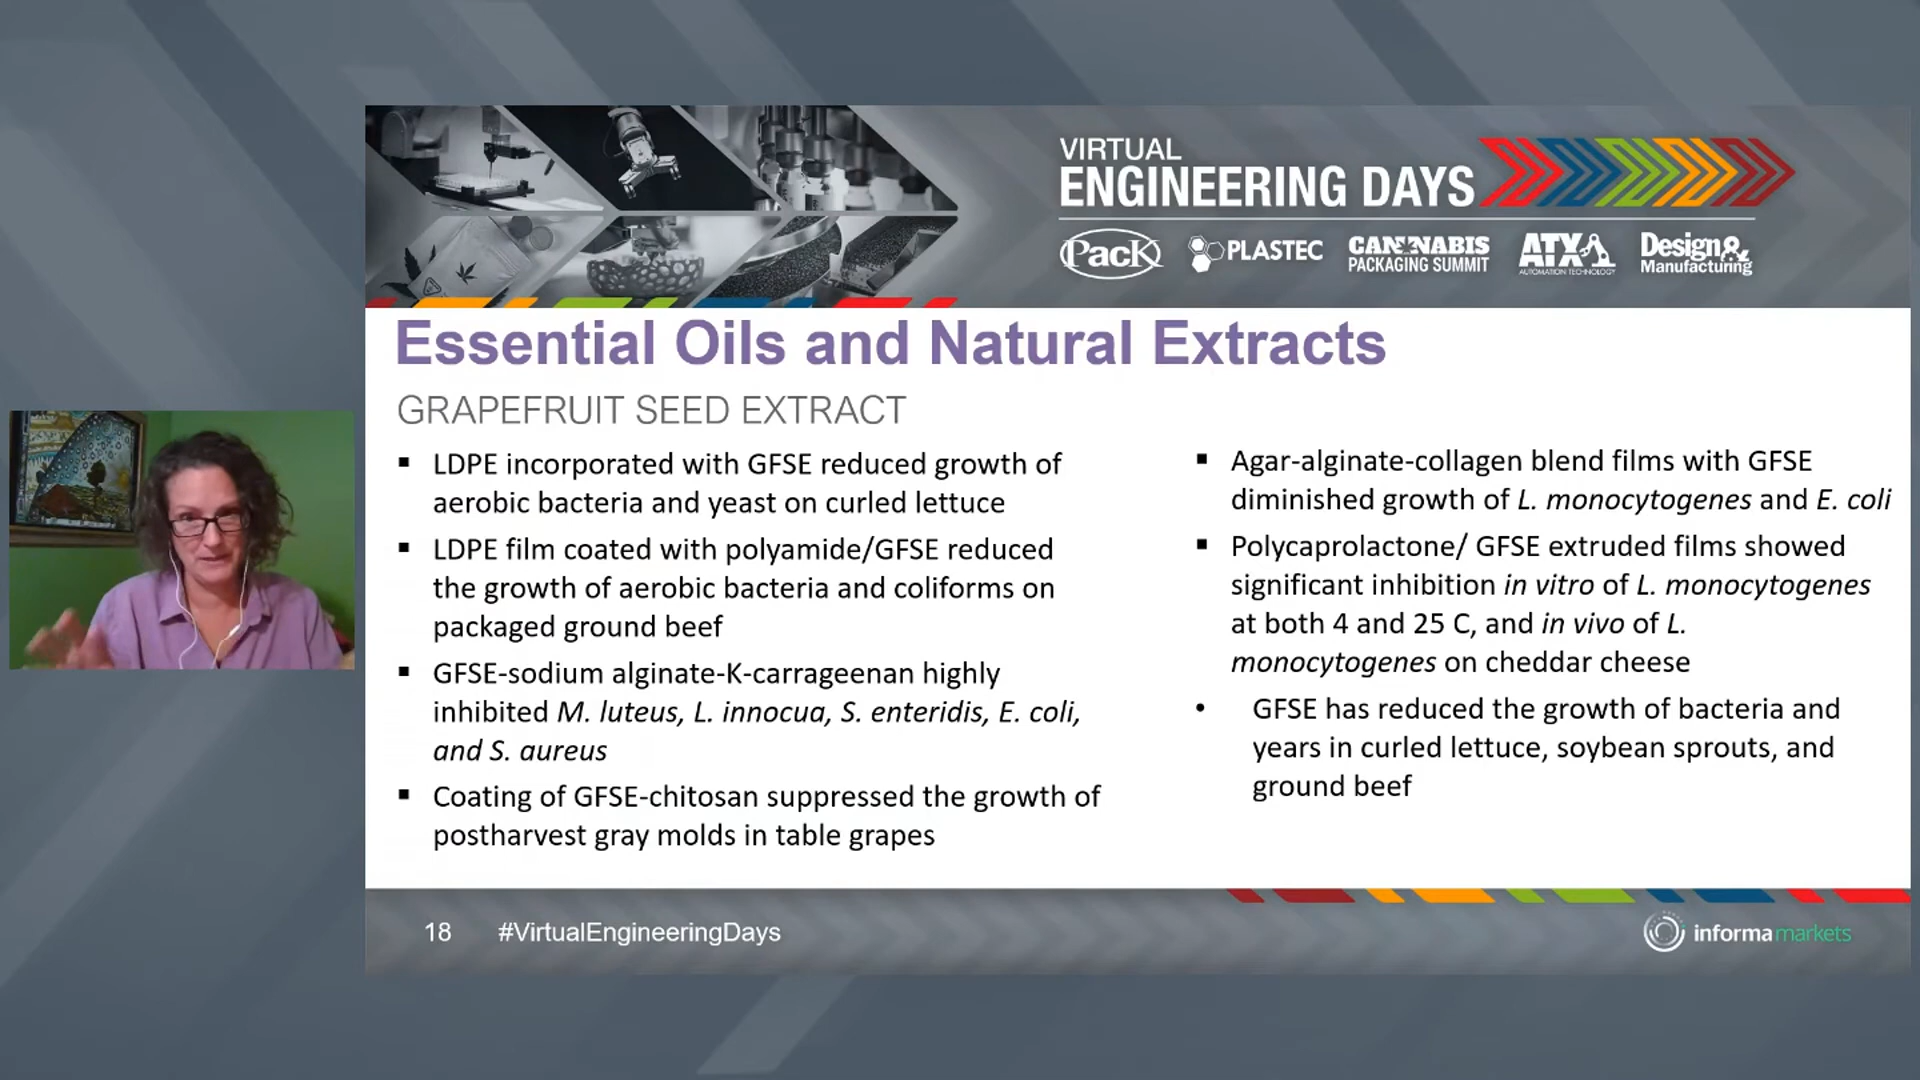 VIRTUAL
ENGINEERING DAYS
PacK
PLASTEC
CANNABIS
PACKAGING SUMMIT
ATX
AUTOMATION TECHNOLOGY
Design&
Manufacturing
Essential Oils and Natural Extracts
GRAPEFRUIT SEED EXTRACT
▪ LDPE incorporated with GFSE reduced growth of
aerobic bacteria and yeast on curled lettuce
▪ LDPE film coated with polyamide/GFSE reduced
the growth of aerobic bacteria and coliforms on
packaged ground beef
▪ GFSE-sodium alginate-K-carrageenan highly
inhibited M. luteus, L. innocua, S. enteridis, E. coli,
and S. aureus
▪ Coating of GFSE-chitosan suppressed the growth of
postharvest gray molds in table grapes
▪ Agar-alginate-collagen blend films with GFSE
diminished growth of L. monocytogenes and E. coli
▪ Polycaprolactone/ GFSE extruded films showed
significant inhibition in vitro of L. monocytogenes
at both 4 and 25 C, and in vivo of L.
monocytogenes on cheddar cheese
• GFSE has reduced the growth of bacteria and
years in curled lettuce, soybean sprouts, and
ground beef
18 #VirtualEngineeringDays
informa markets